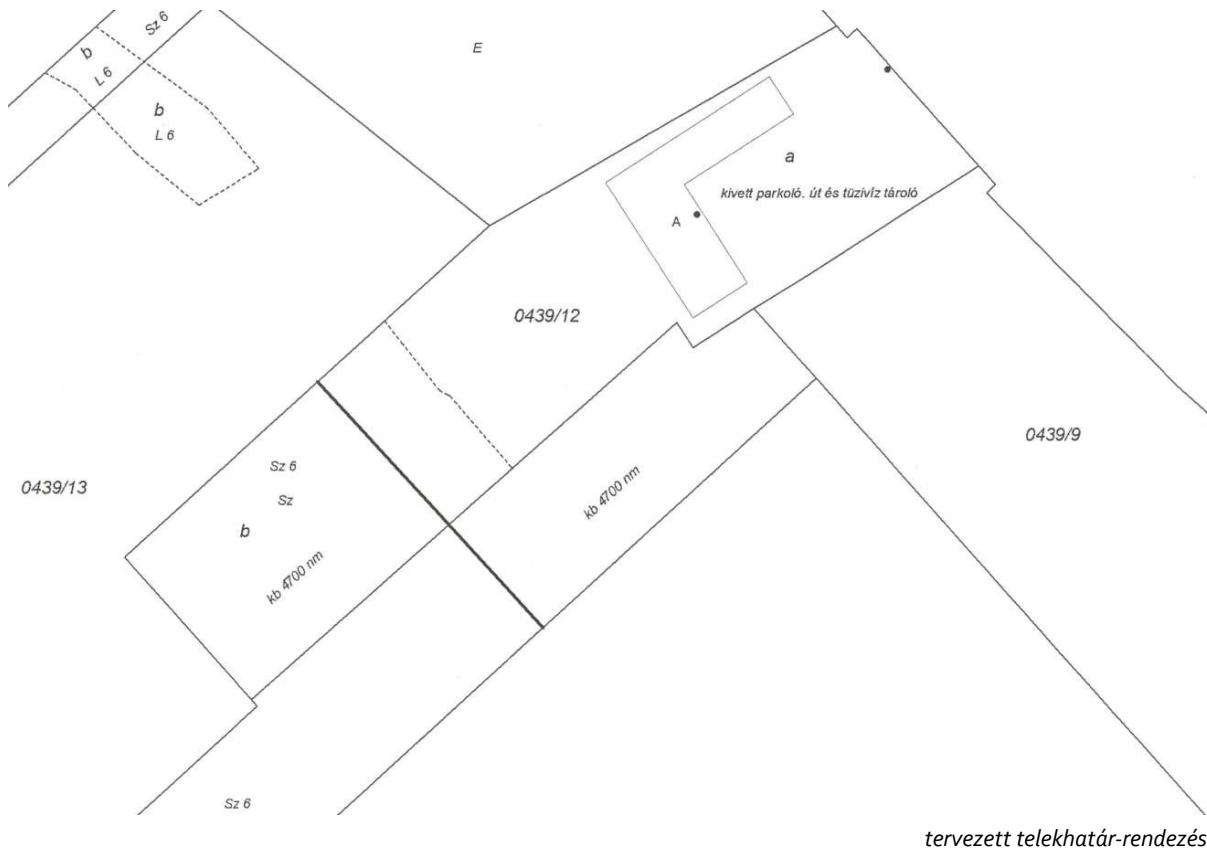 Sz 6
b
L 6
b
L 6
E
a
kivett parkoló. út és tüzivíz tároló
A
0439/12
0439/9
0439/13
Sz 6
Sz
b
kb 4700 nm
kb 4700 nm
Sz 6
tervezett telekhatár-rendezés